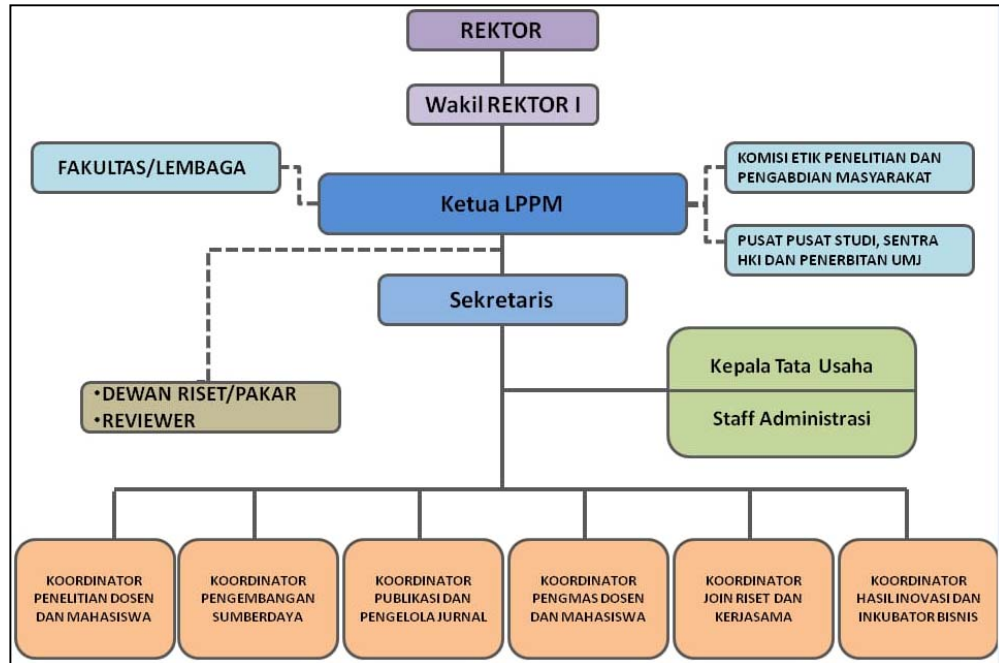 REKTOR
Wakil REKTOR I
FAKULTAS/LEMBAGA
KOMISI ETIK PENELITIAN DAN
PENGABDIAN MASYARAKAT
Ketua LPPM
PUSAT PUSAT STUDI, SENTRA
HKI DAN PENERBITAN UMJ
Sekretaris
Kepala Tata Usaha
Staff Administrasi
•DEWAN RISET/PAKAR
•REVIEWER
KOORDINATOR
PENELITIAN DOSEN
DAN MAHASISWA
KOORDINATOR
PENGEMBANGAN
SUMBERDAYA
KOORDINATOR
PUBLIKASI DAN
PENGELOLA JURNAL
KOORDINATOR
PENGMAS DOSEN
DAN MAHASISWA
KOORDINATOR
JOIN RISET DAN
KERJASAMA
KOORDINATOR
HASIL INOVASI DAN
INKUBATOR BISNIS